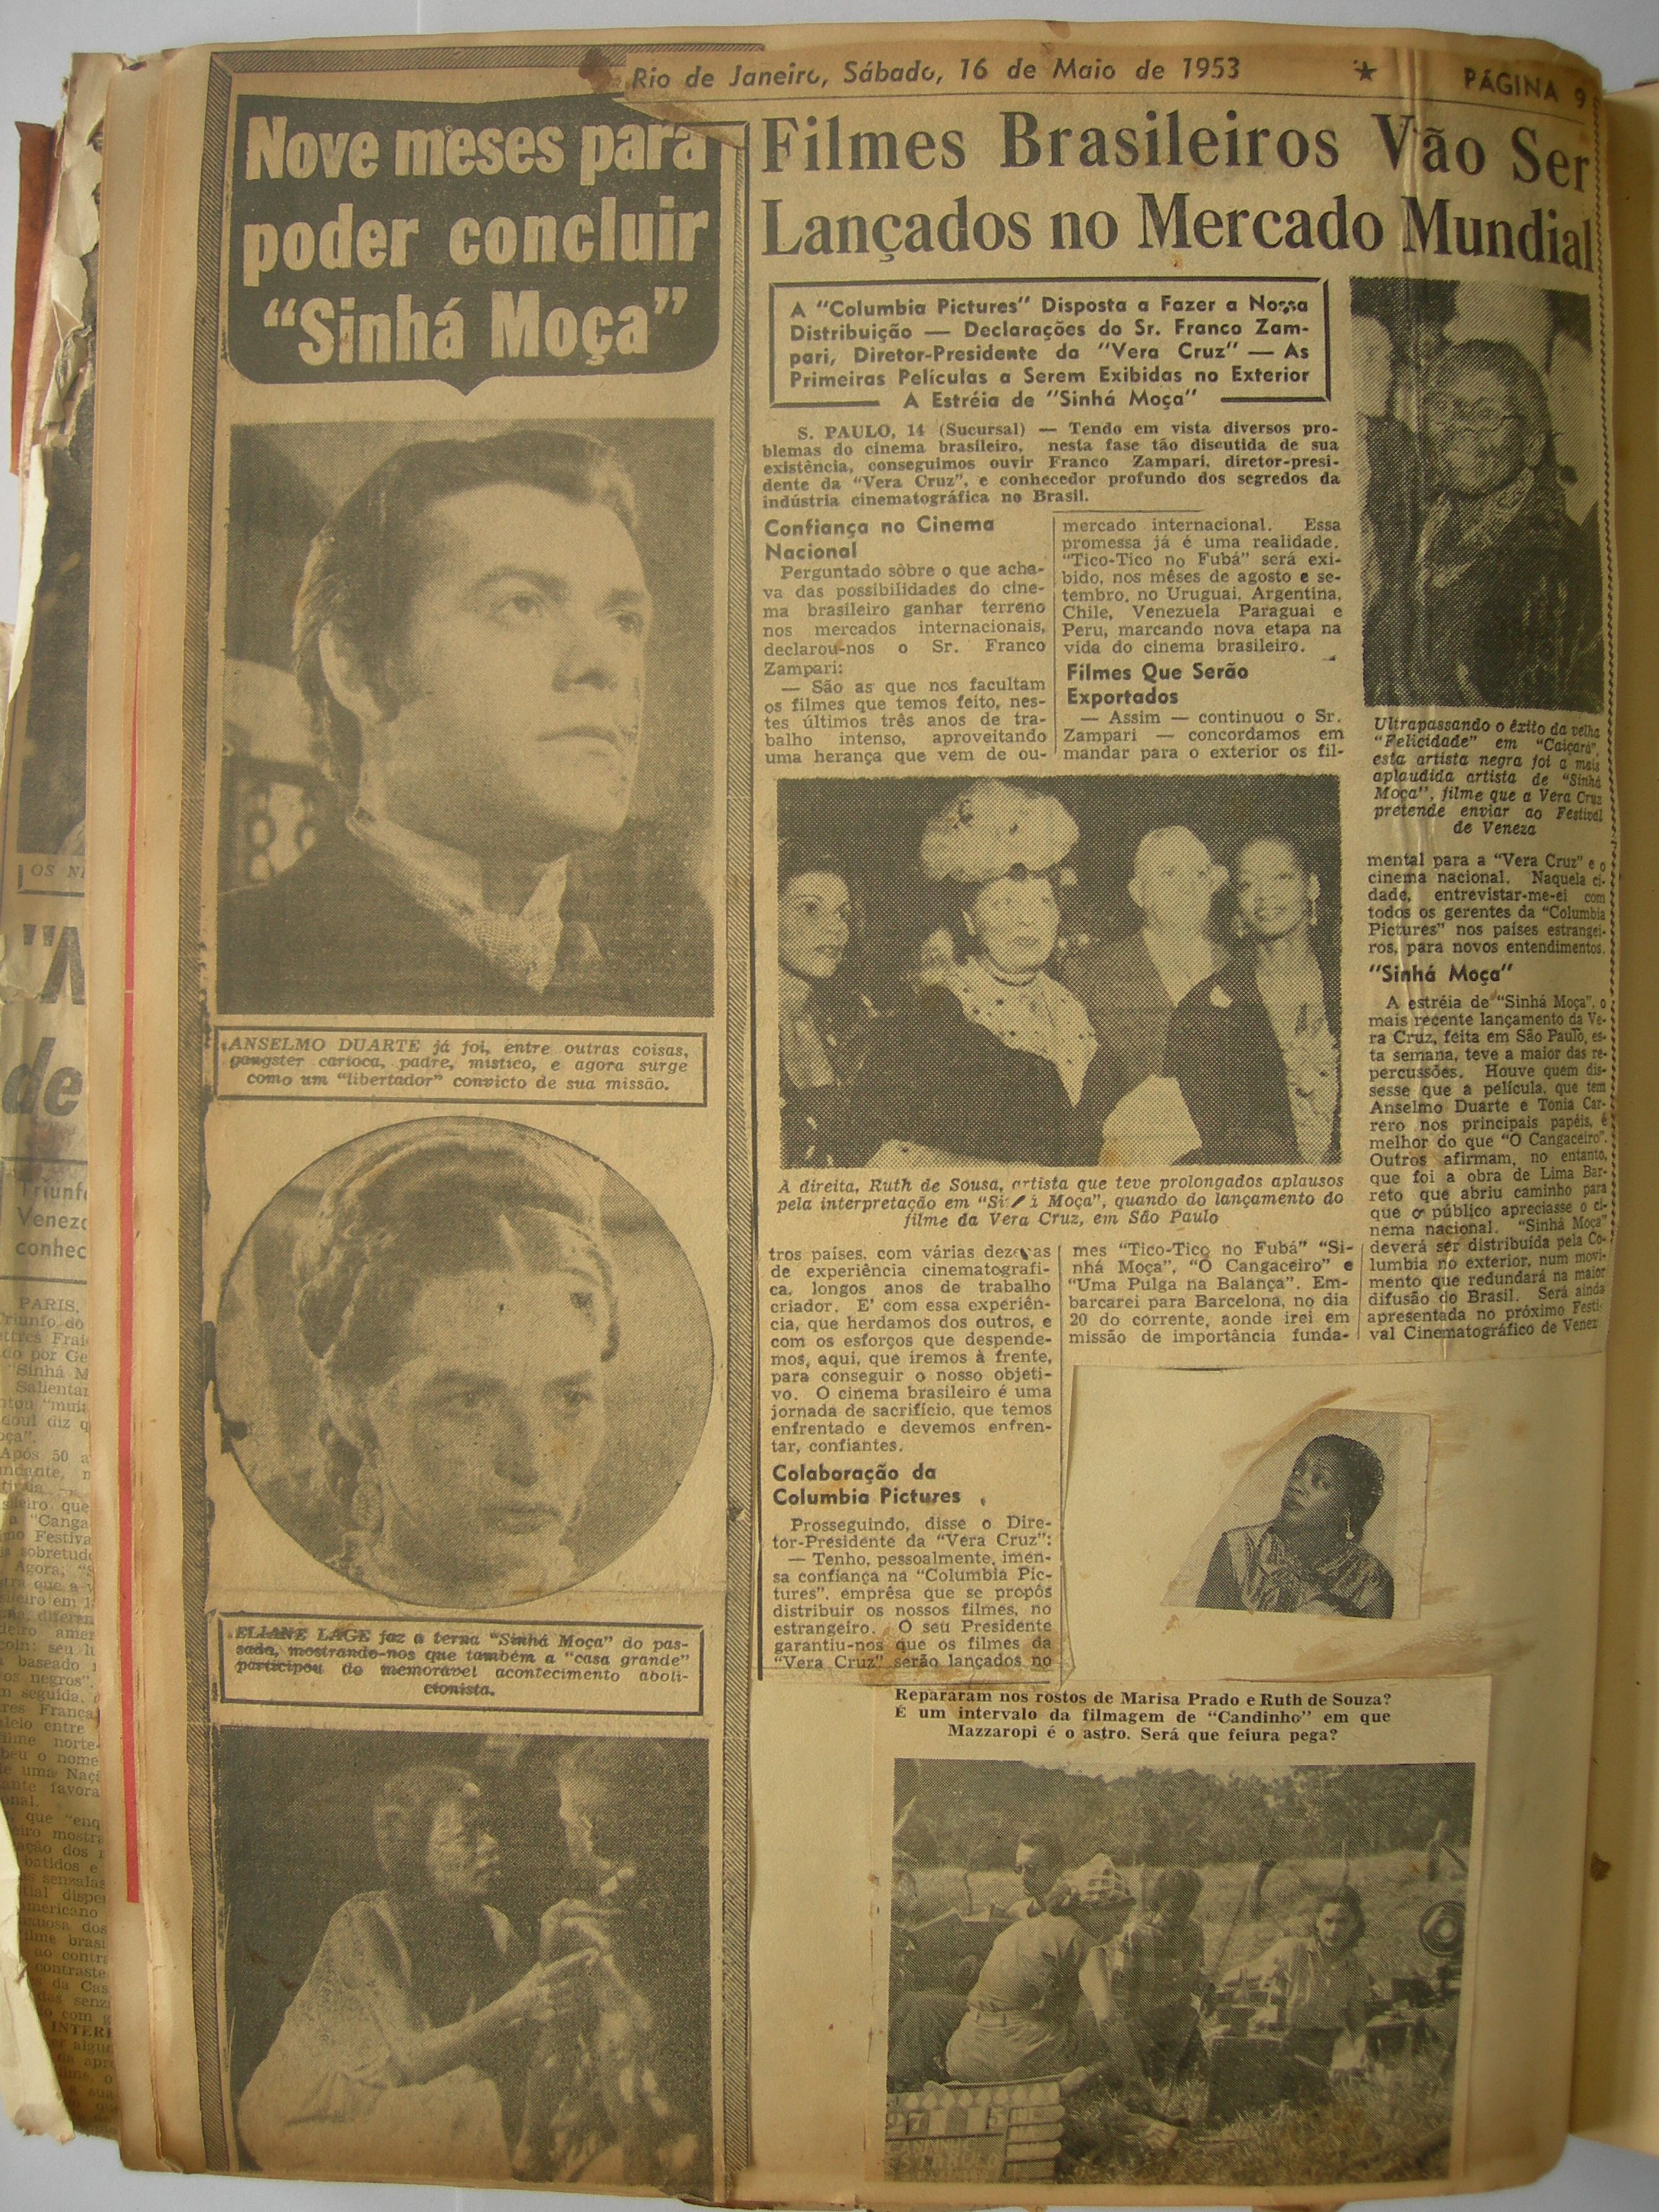 Rio de Janeiro, Sábado, 16 de Maio de 1953
PÁGINA 9
Nove meses para
poder concluir
"Sinhá Moça"
ANSELMO DUARTE já foi, entre outras coisas,
gangster carioca, padre, místico, e agora surge
como um "libertador" convicto de sua missão.
ELIANE LAGE faz a terna "Sinhá Moça" do pas-
sado, mostrando-nos que também a "casa grande"
participou do memorável acontecimento aboli-
cionista.
Filmes Brasileiros Vão Ser
Lançados no Mercado Mundial
A "Columbia Pictures" Disposta a Fazer a Nossa
Distribuição — Declarações do Sr. Franco Zam-
pari, Diretor-Presidente da "Vera Cruz" — As
Primeiras Películas a Serem Exibidas no Exterior
A Estréia de "Sinhá Moça"
S. PAULO, 14 (Sucursal) — Tendo em vista diversos pro-
blemas do cinema brasileiro, nesta fase tão discutida de sua
existência, conseguimos ouvir Franco Zampari, diretor-presi-
dente da "Vera Cruz", e conhecedor profundo dos segredos da
indústria cinematográfica no Brasil.
Confiança no Cinema
Nacional
Perguntado sôbre o que acha-
va das possibilidades do cine-
ma brasileiro ganhar terreno
nos mercados internacionais,
declarou-nos o Sr. Franco
Zampari:
— São as que nos facultam
os filmes que temos feito, nes-
tes últimos três anos de tra-
balho intenso, aproveitando
uma herança que vem de ou-
tros países, com várias dezenas
de experiência cinematográfi-
ca, longos anos de trabalho
criador. E' com essa experiên-
cia, que herdamos dos outros, e
com os esforços que despende-
mos, aqui, que iremos à frente,
para conseguir o nosso objeti-
vo. O cinema brasileiro é uma
jornada de sacrifício, que temos
enfrentado e devemos enfren-
tar, confiantes.
Colaboração da
Columbia Pictures
Prosseguindo, disse o Dire-
tor-Presidente da "Vera Cruz":
— Tenho, pessoalmente, imen-
sa confiança na "Columbia Pic-
tures", emprêsa que se propôs
distribuir os nossos filmes, no
estrangeiro. O seu Presidente
garantiu-nos que os filmes da
"Vera Cruz" serão lançados no
mercado internacional. Essa
promessa já é uma realidade.
"Tico-Tico no Fubá" será exi-
bido, nos mêses de agosto e se-
tembro, no Uruguai, Argentina,
Chile, Venezuela Paraguai e
Peru, marcando nova etapa na
vida do cinema brasileiro.
Filmes Que Serão
Exportados
— Assim — continuou o Sr.
Zampari — concordamos em
mandar para o exterior os fil-
mes "Tico-Tico no Fubá" "Si-
nhá Moça", "O Cangaceiro" e
"Uma Pulga na Balança". Em-
barcarei para Barcelona, no dia
20 do corrente, aonde irei em
missão de importância funda-
mental para a "Vera Cruz" e o
cinema nacional. Naquela ci-
dade, entrevistar-me-ei com
todos os gerentes da "Columbia
Pictures" nos países estrangei-
ros, para novos entendimentos.
"Sinhá Moça"
A estréia de "Sinhá Moça", o
mais recente lançamento da Ve-
ra Cruz, feita em São Paulo, es-
ta semana, teve a maior das re-
percussões. Houve quem dis-
sesse que a película, que tem
Anselmo Duarte e Tonia Car-
rero nos principais papéis, é
melhor do que "O Cangaceiro".
Outros afirmam, no entanto,
que foi a obra de Lima Bar-
reto que abriu caminho para
que o público apreciasse o ci-
nema nacional. "Sinhá Moça"
deverá ser distribuída pela Co-
lumbia no exterior, num movi-
mento que redundará na maior
difusão do Brasil. Será ainda
apresentada no próximo Festi-
val Cinematográfico de Venez
Ultrapassando o êxito da velha
"Felicidade" em "Caiçara",
esta artista negra foi a mais
aplaudida artista de "Sinhá
Moça", filme que a Vera Cruz
pretende enviar ao Festival
de Veneza
À direita, Ruth de Sousa, artista que teve prolongados aplausos
pela interpretação em "Sinhá Moça", quando do lançamento do
filme da Vera Cruz, em São Paulo
Repararam nos rostos de Marisa Prado e Ruth de Souza?
É um intervalo da filmagem de "Candinho" em que
Mazzaropi é o astro. Será que feiura pega?